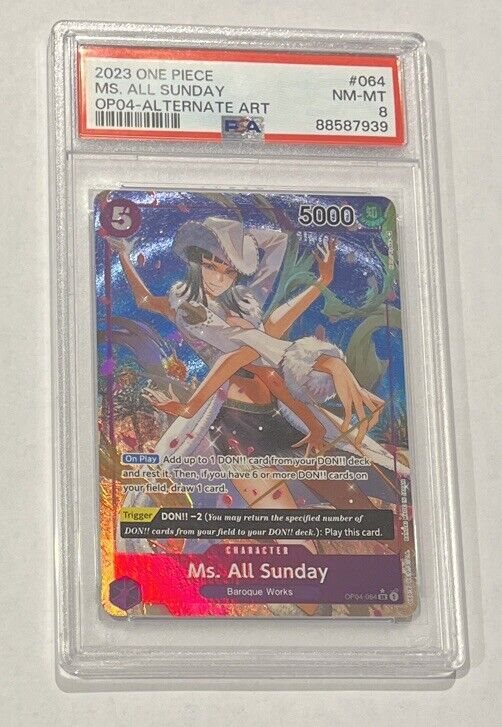 2023 ONE PIECE #064
MS. ALL SUNDAY NM-MT
OP04-ALTERNATE ART 8
PSA 88587939
5 5000
On Play Add up to 1 DON!! card from your DON!! deck
and rest it. Then, if you have 6 or more DON!! cards on
your field, draw 1 card.
Trigger DON!! −2 (You may return the specified number of
DON!! cards from your field to your DON!! deck.): Play this card.
CHARACTER
Ms. All Sunday
Baroque Works
OP04-064 SR